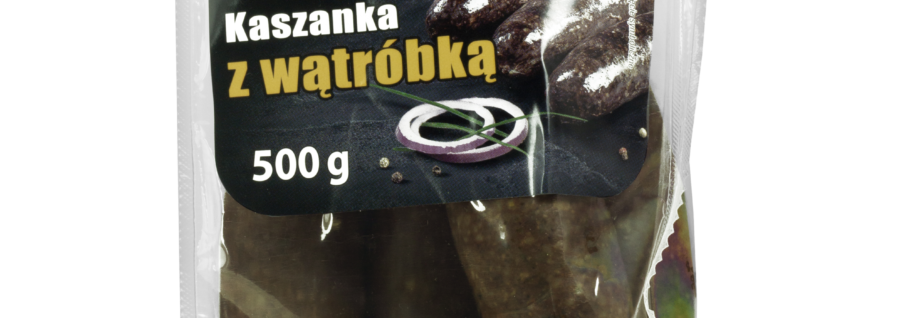 Kaszanka
z wątróbką
500 g